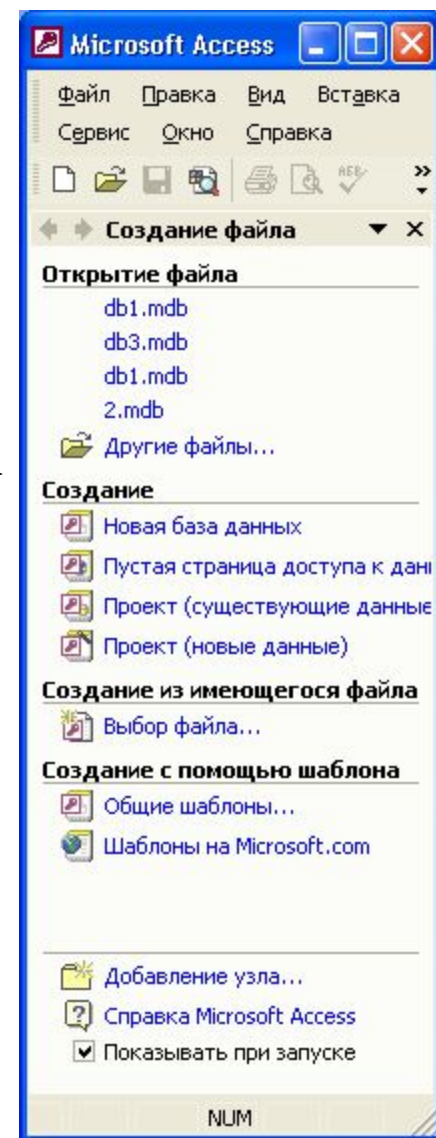 Microsoft Access
Файл Правка Вид Вставка
Сервис Окно Справка
Создание файла
Открытие файла
db1.mdb
db3.mdb
db1.mdb
2.mdb
Другие файлы...
Создание
Новая база данных
Пустая страница доступа к дан
Проект (существующие данные
Проект (новые данные)
Создание из имеющегося файла
Выбор файла...
Создание с помощью шаблона
Общие шаблоны...
Шаблоны на Microsoft.com
Добавление узла...
Справка Microsoft Access
Показывать при запуске
NUM